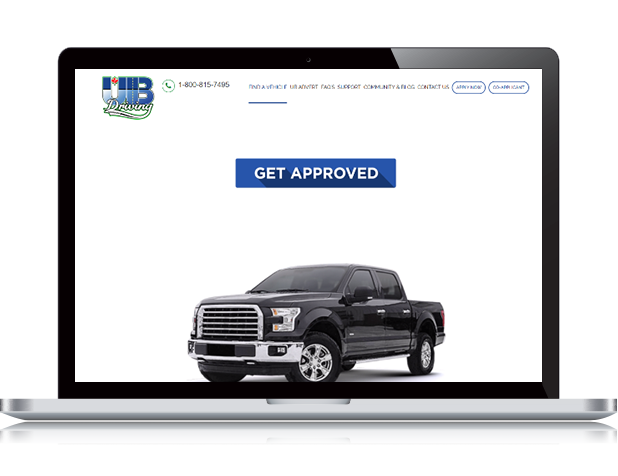 UB
Driving
1-800-815-7495
FIND A VEHICLE UB ADVERT FAQ'S SUPPORT COMMUNITY & BLOG CONTACT US APPLY NOW CO-APPLICANT
GET APPROVED